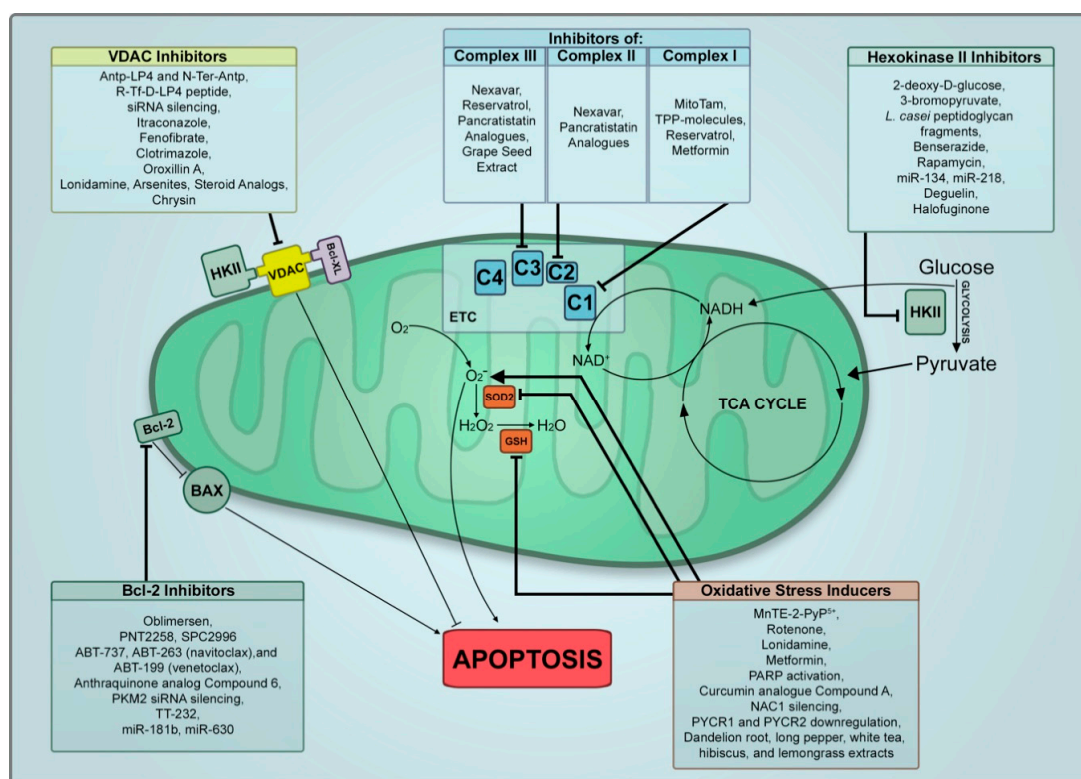 VDAC Inhibitors
Antp-LP4 and N-Ter-Antp,
R-Tf-D-LP4 peptide,
siRNA silencing,
Itraconazole,
Fenofibrate,
Clotrimazole,
Oroxillin A,
Lonidamine, Arsenites, Steroid Analogs,
Chrysin
Inhibitors of:
Complex III
Nexavar,
Reservatrol,
Pancratistatin
Analogues,
Grape Seed
Extract
Complex II
Nexavar,
Pancratistatin
Analogues
Complex I
MitoTam,
TPP-molecules,
Reservatrol,
Metformin
Hexokinase II Inhibitors
2-deoxy-D-glucose,
3-bromopyruvate,
L. casei peptidoglycan
fragments,
Benserazide,
Rapamycin,
miR-134, miR-218,
Deguelin,
Halofuginone
HKII
VDAC
Bcl-XL
C4
C3
C2
C1
ETC
Glucose
GLYCOLYSIS
HKII
Pyruvate
NADH
NAD⁺
TCA CYCLE
O₂
O₂⁻
SOD2
H₂O₂
H₂O
GSH
Bcl-2
BAX
APOPTOSIS
Bcl-2 Inhibitors
Oblimersen,
PNT2258, SPC2996
ABT-737, ABT-263 (navitoclax),and
ABT-199 (venetoclax),
Anthraquinone analog Compound 6,
PKM2 siRNA silencing,
TT-232,
miR-181b, miR-630
Oxidative Stress Inducers
MnTE-2-PyP⁵⁺,
Rotenone,
Lonidamine,
Metformin,
PARP activation,
Curcumin analogue Compound A,
NAC1 silencing,
PYCR1 and PYCR2 downregulation,
Dandelion root, long pepper, white tea,
hibiscus, and lemongrass extracts